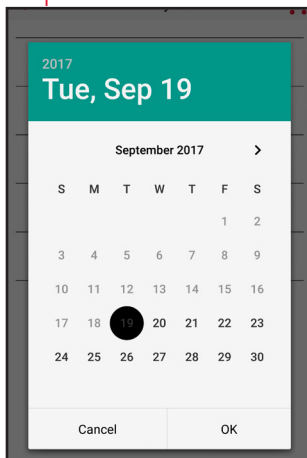 2017
Tue, Sep 19
September 2017 >
S M T W T F S
1 2
3 4 5 6 7 8 9
10 11 12 13 14 15 16
17 18 19 20 21 22 23
24 25 26 27 28 29 30
Cancel OK